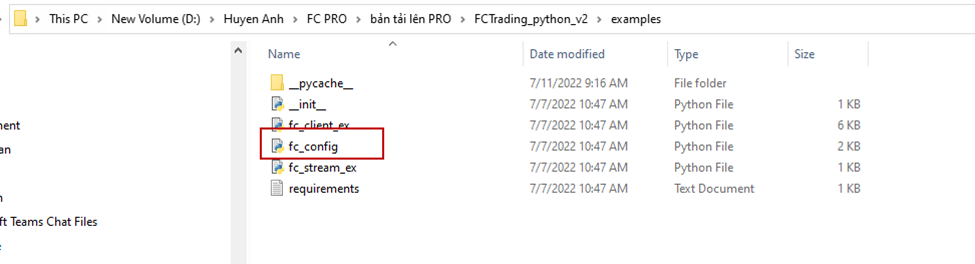 This PC > New Volume (D:) > Huyen Anh > FC PRO > bản tải lên PRO > FCTrading_python_v2 > examples
Name Date modified Type Size
__pycache__ 7/11/2022 9:16 AM File folder
__init__ 7/7/2022 10:47 AM Python File 1 KB
fc_client_ex 7/7/2022 10:47 AM Python File 6 KB
fc_config 7/7/2022 10:47 AM Python File 2 KB
fc_stream_ex 7/7/2022 10:47 AM Python File 1 KB
requirements 7/7/2022 10:47 AM Text Document 1 KB
ment
an
ft Teams Chat Files